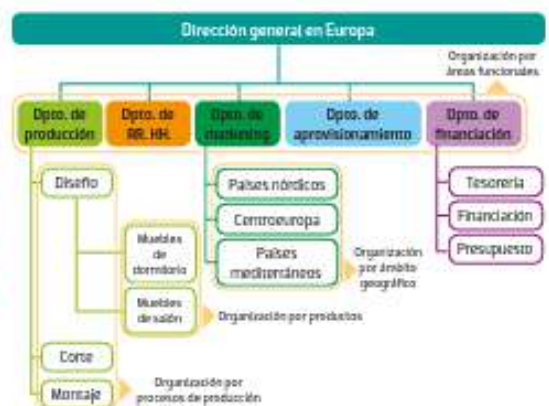 Dirección general en Europa
Organización por
áreas funcionales
Dpto. de
producción
Dpto. de
RR. HH.
Dpto. de
marketing
Dpto. de
aprovisionamiento
Dpto. de
financiación
Diseño
Muebles
de
dormitorio
Muebles
de salón
Organización por productos
Corte
Montaje
Organización por
procesos de producción
Países nórdicos
Centroeuropa
Países
mediterráneos
Organización
por ámbito
geográfico
Tesorería
Financiación
Presupuesto